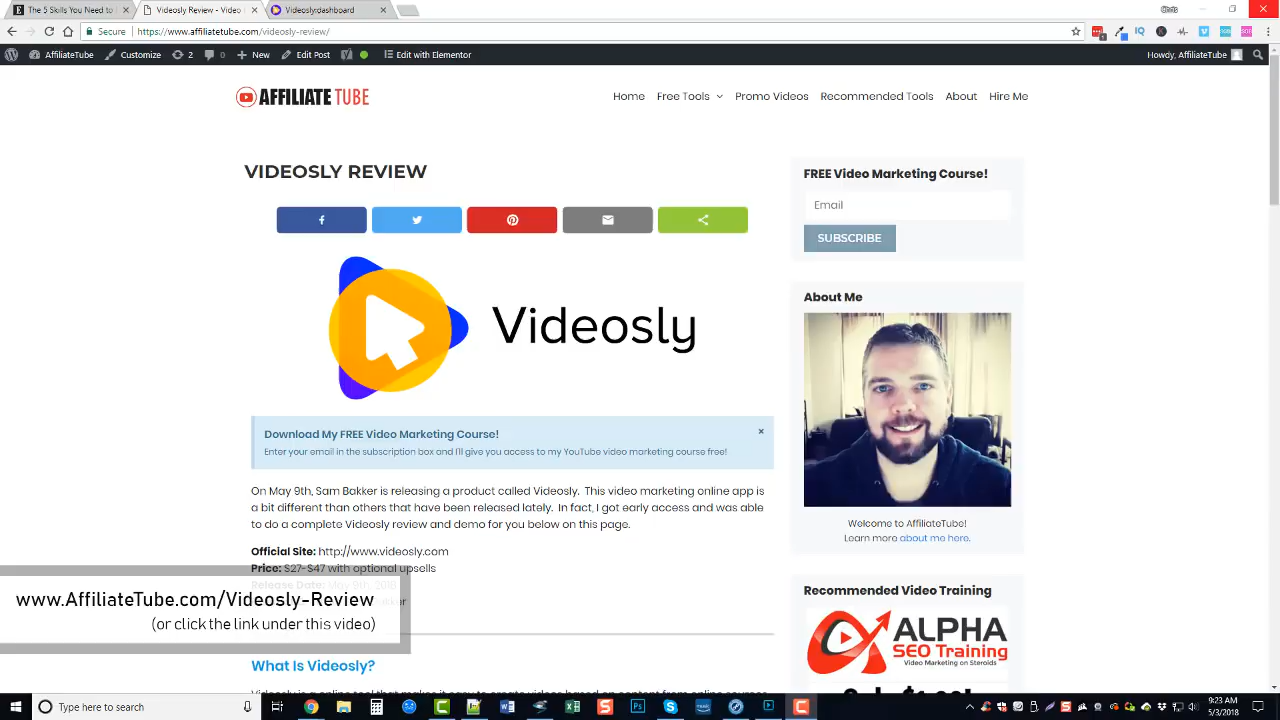 The 5 Skills You Need to
Videosly Review - Video
Videosly:dashboard
Chris
Secure
https://www.affiliatetube.com/videosly-review/
AffiliateTube
Customize
2
0
New
Edit Post
Edit with Elementor
Howdy, AffiliateTube
AFFILIATE TUBE
Home
Free Tools
Promo Videos
Recommended Tools
About
Hire Me
VIDEOSLY REVIEW
FREE Video Marketing Course!
Email
SUBSCRIBE
Videosly
About Me
Download My FREE Video Marketing Course!
Enter your email in the subscription box and I'll give you access to my YouTube video marketing course free!
On May 9th, Sam Bakker is releasing a product called Videosly. This video marketing online app is
a bit different than others that have been released lately. In fact, I got early access and was able
to do a complete Videosly review and demo for you below on this page.
Official Site: http://www.videosly.com
Price: $27-$47 with optional upsells
Release Date: May 9th, 2018
www.AffiliateTube.com/Videosly-Review
(or click the link under this video)
What Is Videosly?
Welcome to AffiliateTube!
Learn more about me here.
Recommended Video Training
ALPHA
SEO Training
Video Marketing on Steroids
Type here to search
9:23 AM
5/3/2018